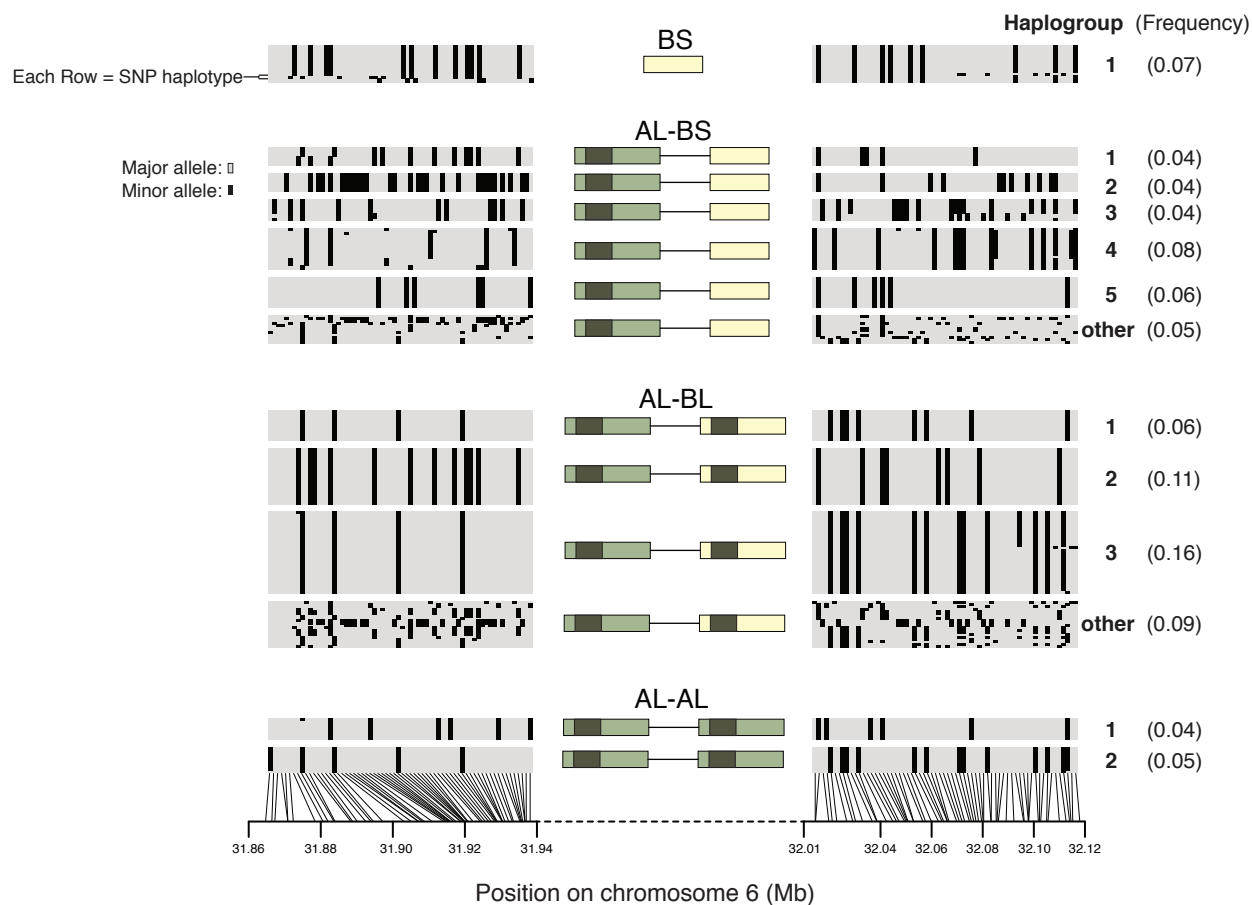 Haplogroup (Frequency)
BS
Each Row = SNP haplotype
1 (0.07)
AL-BS
Major allele:
Minor allele:
1 (0.04)
2 (0.04)
3 (0.04)
4 (0.08)
5 (0.06)
other (0.05)
AL-BL
1 (0.06)
2 (0.11)
3 (0.16)
other (0.09)
AL-AL
1 (0.04)
2 (0.05)
31.86 31.88 31.90 31.92 31.94 32.01 32.04 32.06 32.08 32.10 32.12
Position on chromosome 6 (Mb)